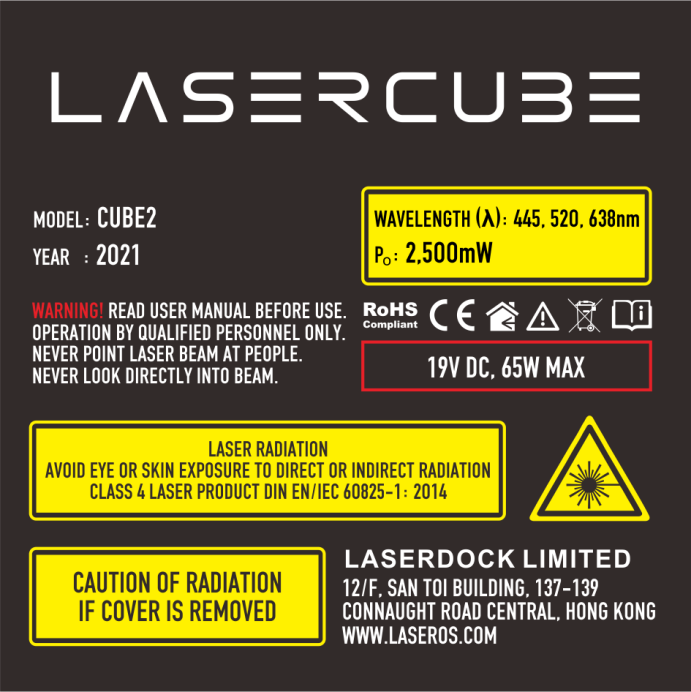 LASERCUBE
MODEL: CUBE2
YEAR : 2021
WAVELENGTH (λ): 445, 520, 638nm
Po: 2,500mW
WARNING! READ USER MANUAL BEFORE USE.
OPERATION BY QUALIFIED PERSONNEL ONLY.
NEVER POINT LASER BEAM AT PEOPLE.
NEVER LOOK DIRECTLY INTO BEAM.
RoHS
Compliant
CE
19V DC, 65W MAX
LASER RADIATION
AVOID EYE OR SKIN EXPOSURE TO DIRECT OR INDIRECT RADIATION
CLASS 4 LASER PRODUCT DIN EN/IEC 60825-1: 2014
CAUTION OF RADIATION
IF COVER IS REMOVED
LASERDOCK LIMITED
12/F, SAN TOI BUILDING, 137-139
CONNAUGHT ROAD CENTRAL, HONG KONG
WWW.LASEROS.COM